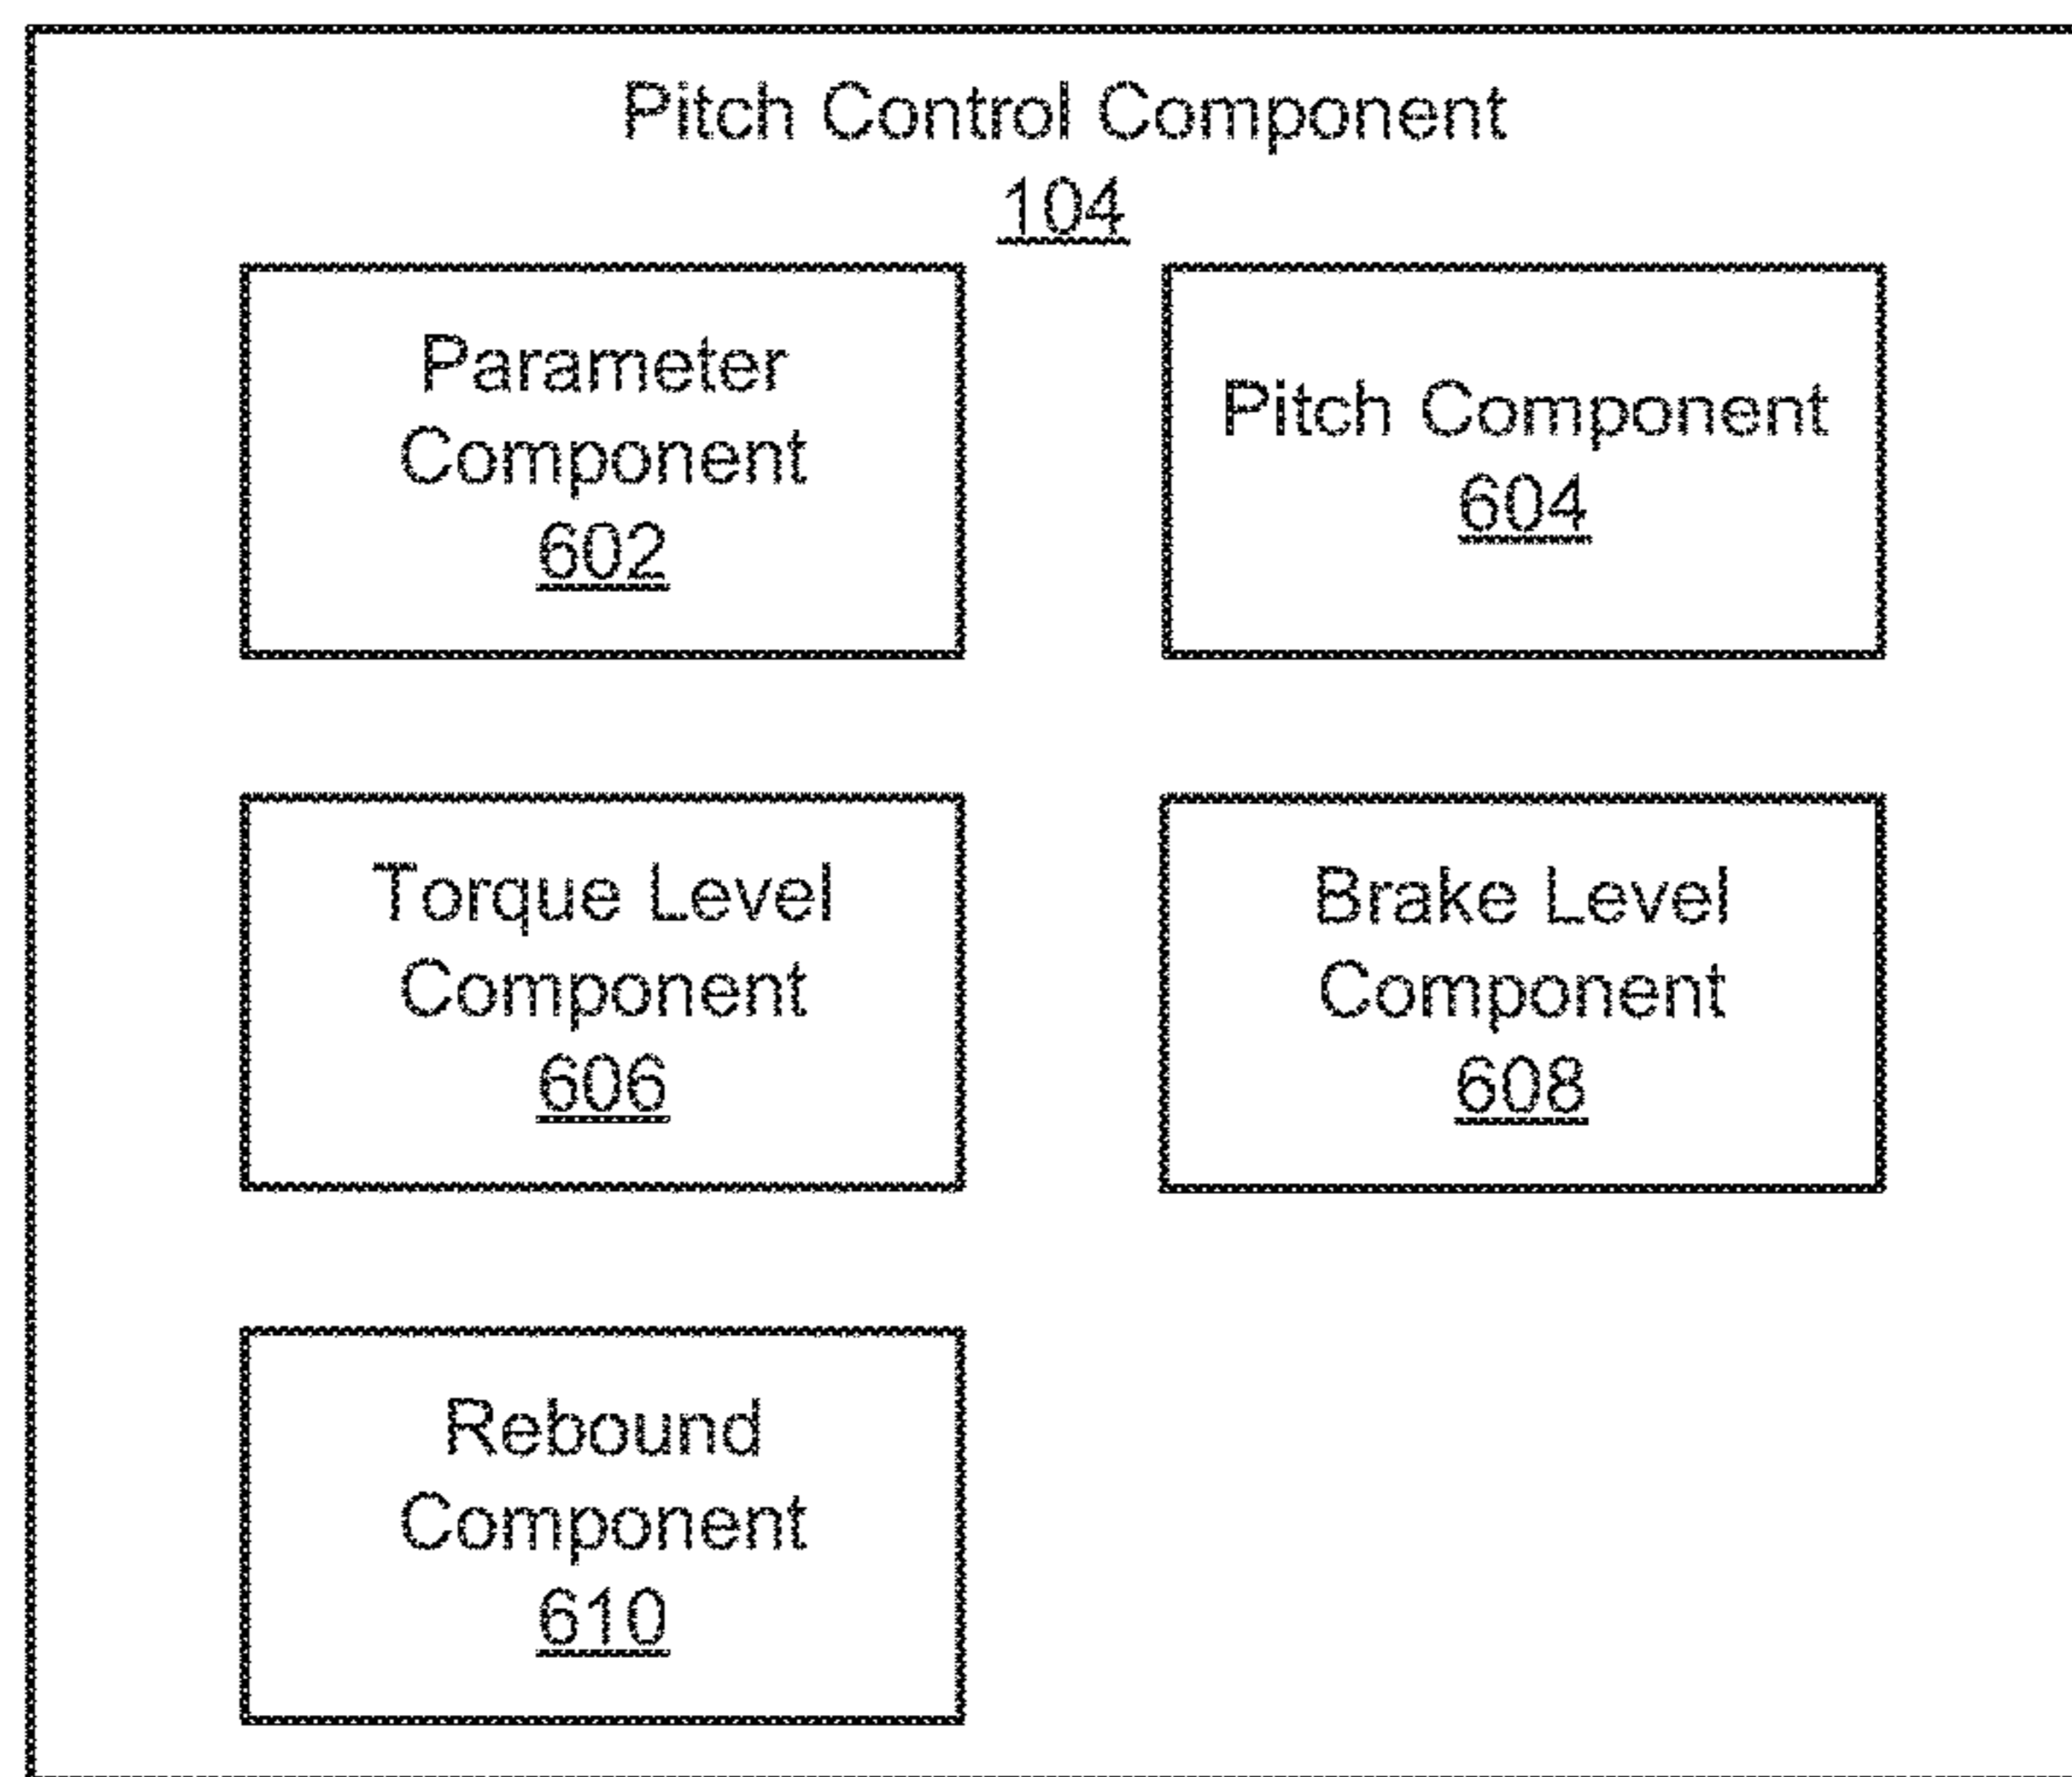 Pitch Control Component
104
Parameter
Component
602
Pitch Component
604
Torque Level
Component
606
Brake Level
Component
608
Rebound
Component
610